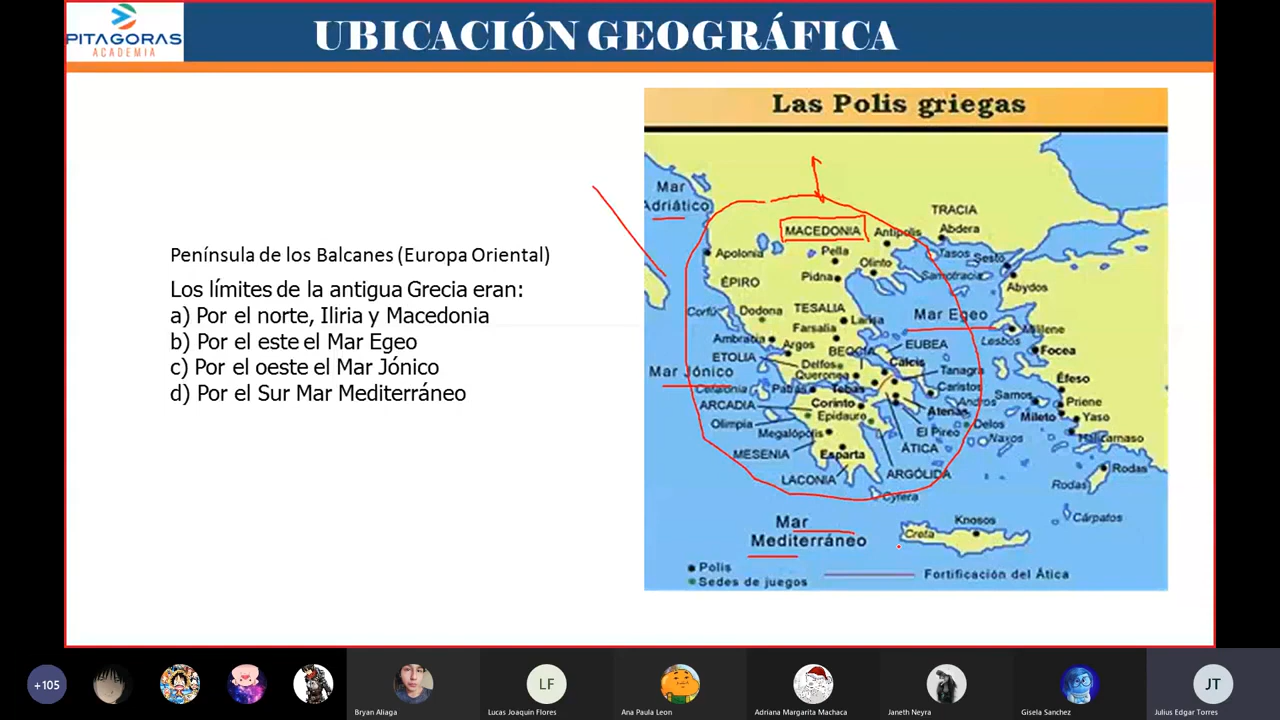 PITAGORAS
ACADEMIA
UBICACIÓN GEOGRÁFICA
Península de los Balcanes (Europa Oriental)
Los límites de la antigua Grecia eran:
a) Por el norte, Iliria y Macedonia
b) Por el este el Mar Egeo
c) Por el oeste el Mar Jónico
d) Por el Sur Mar Mediterráneo
Las Polis griegas
Mar
Adriático
TRACIA
MACEDONIA
Antipolis
Abdera
Apolonia
Pella
Tasos
Sesto
Olinto
Samotracia
Pidna
ÉPIRO
Abydos
Dodona
TESALIA
Corfú
Larisa
Mar Egeo
Farsalia
Mitilene
Ambracia
Argos
BEOCIA
EUBEA
Lesbos
Focea
ETOLIA
Delfos
Calcis
Mar Jónico
Queronea
Tanagra
Éfeso
Cefalonia
Patras
Tebas
Caristos
ARCADIA
Corinto
Andros
Samos
Priene
Olimpia
Epidauro
Atenas
Mileto
Yaso
Megalópolis
El Pireo
Delos
Naxos
Halicarnaso
MESENIA
Esparta
ÁTICA
LACONIA
ARGÓLIDA
Rodas
Rodas
Cyrera
Mar
Mediterráneo
Knosos
Creta
Cárpatos
Polis
Sedes de juegos
Fortificación del Ática
+105
Bryan Aliaga
LF
Lucas Joaquin Flores
Ana Paula Leon
Adriana Margarita Machaca
Janeth Neyra
Gisela Sanchez
JT
Julius Edgar Torres